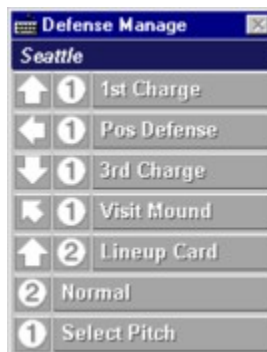 Defense Manage
Seattle
1 1st Charge
1 Pos Defense
1 3rd Charge
1 Visit Mound
2 Lineup Card
2 Normal
1 Select Pitch